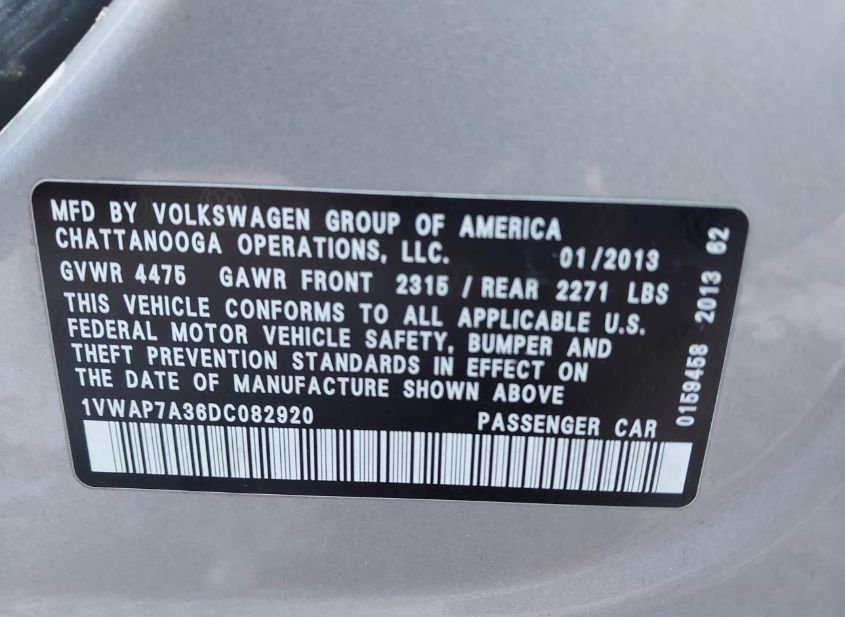 MFD BY VOLKSWAGEN GROUP OF AMERICA
CHATTANOOGA OPERATIONS, LLC. 01/2013
GVWR 4475 GAWR FRONT 2315 / REAR 2271 LBS
THIS VEHICLE CONFORMS TO ALL APPLICABLE U.S.
FEDERAL MOTOR VEHICLE SAFETY, BUMPER AND
THEFT PREVENTION STANDARDS IN EFFECT ON
THE DATE OF MANUFACTURE SHOWN ABOVE
1VWAP7A36DC082920 PASSENGER CAR
0159458 2013 62